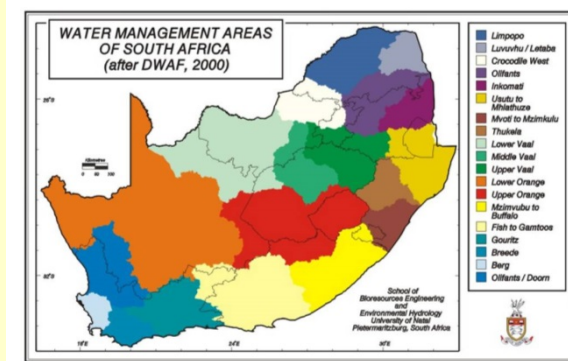 WATER MANAGEMENT AREAS
OF SOUTH AFRICA
(after DWAF, 2000)
Limpopo
Luvuvhu / Letaba
Crocodile West
Olifants
Inkomati
Usutu to
Mhlathuze
Mvoti to Mzimkulu
Thukela
Lower Vaal
Middle Vaal
Upper Vaal
Lower Orange
Upper Orange
Mzimvubu to
Buffalo
Fish to Gamtoos
Gouritz
Breede
Berg
Olifants / Doorn
Kilometres
School of
Bioresources Engineering
and
Environmental Hydrology
University of Natal
Pietermaritzburg, South Africa